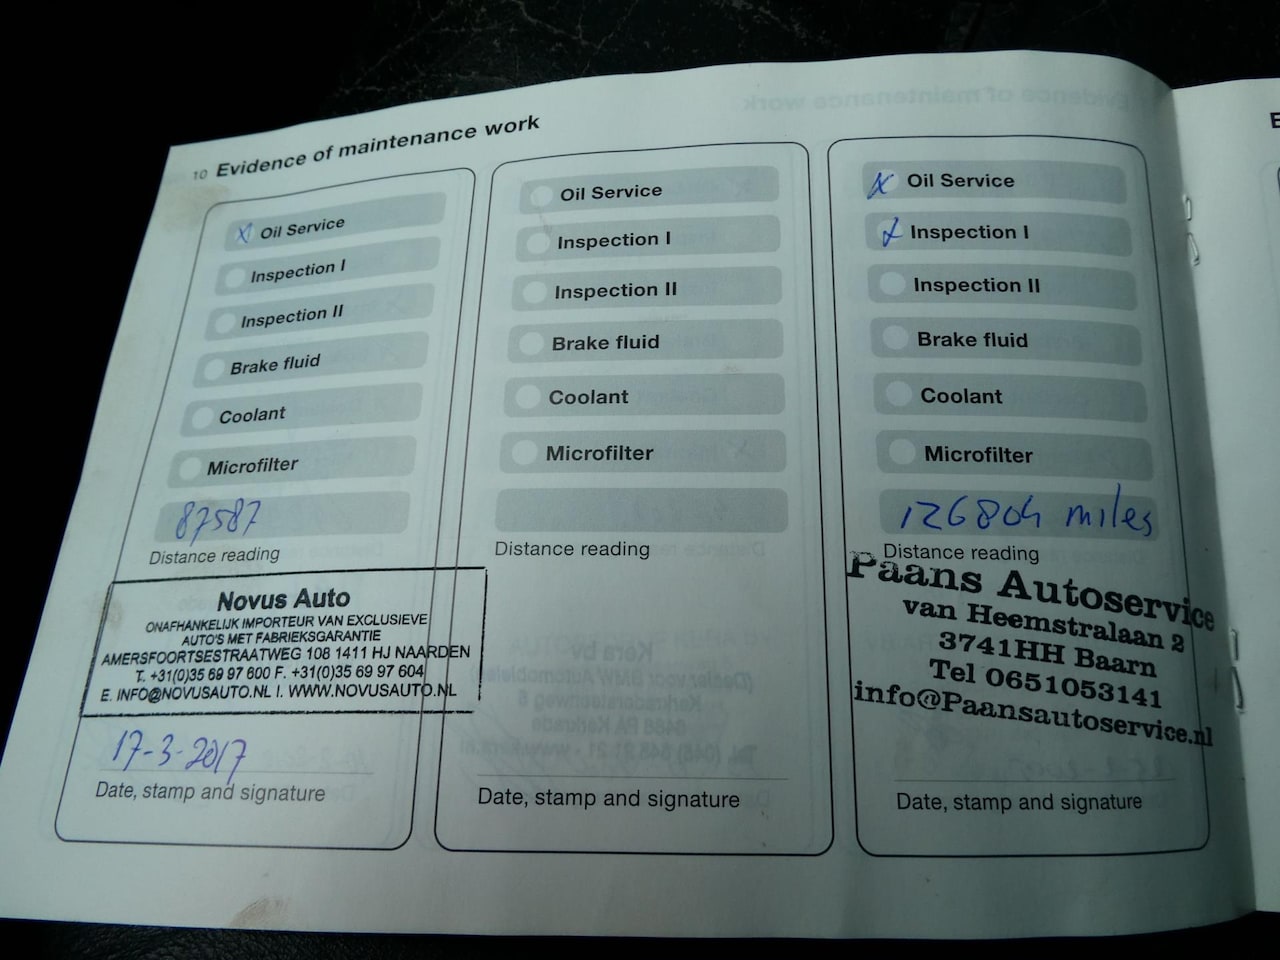 10 Evidence of maintenance work
X Oil Service
Inspection I
Inspection II
Brake fluid
Coolant
Microfilter
87587
Distance reading
Novus Auto
ONAFHANKELIJK IMPORTEUR VAN EXCLUSIEVE
AUTO'S MET FABRIEKSGARANTIE
AMERSFOORTSESTRAATWEG 108 1411 HJ NAARDEN
T. +31(0)35 69 97 600 F. +31(0)35 69 97 604
E. INFO@NOVUSAUTO.NL I. WWW.NOVUSAUTO.NL
17-3-2017
Date, stamp and signature
Oil Service
Inspection I
Inspection II
Brake fluid
Coolant
Microfilter
Distance reading
Date, stamp and signature
X Oil Service
X Inspection I
Inspection II
Brake fluid
Coolant
Microfilter
126804 miles
Distance reading
Paans Autoservice
van Heemstralaan 2
3741HH Baarn
Tel 0651053141
info@Paansautoservice.nl
Date, stamp and signature
E